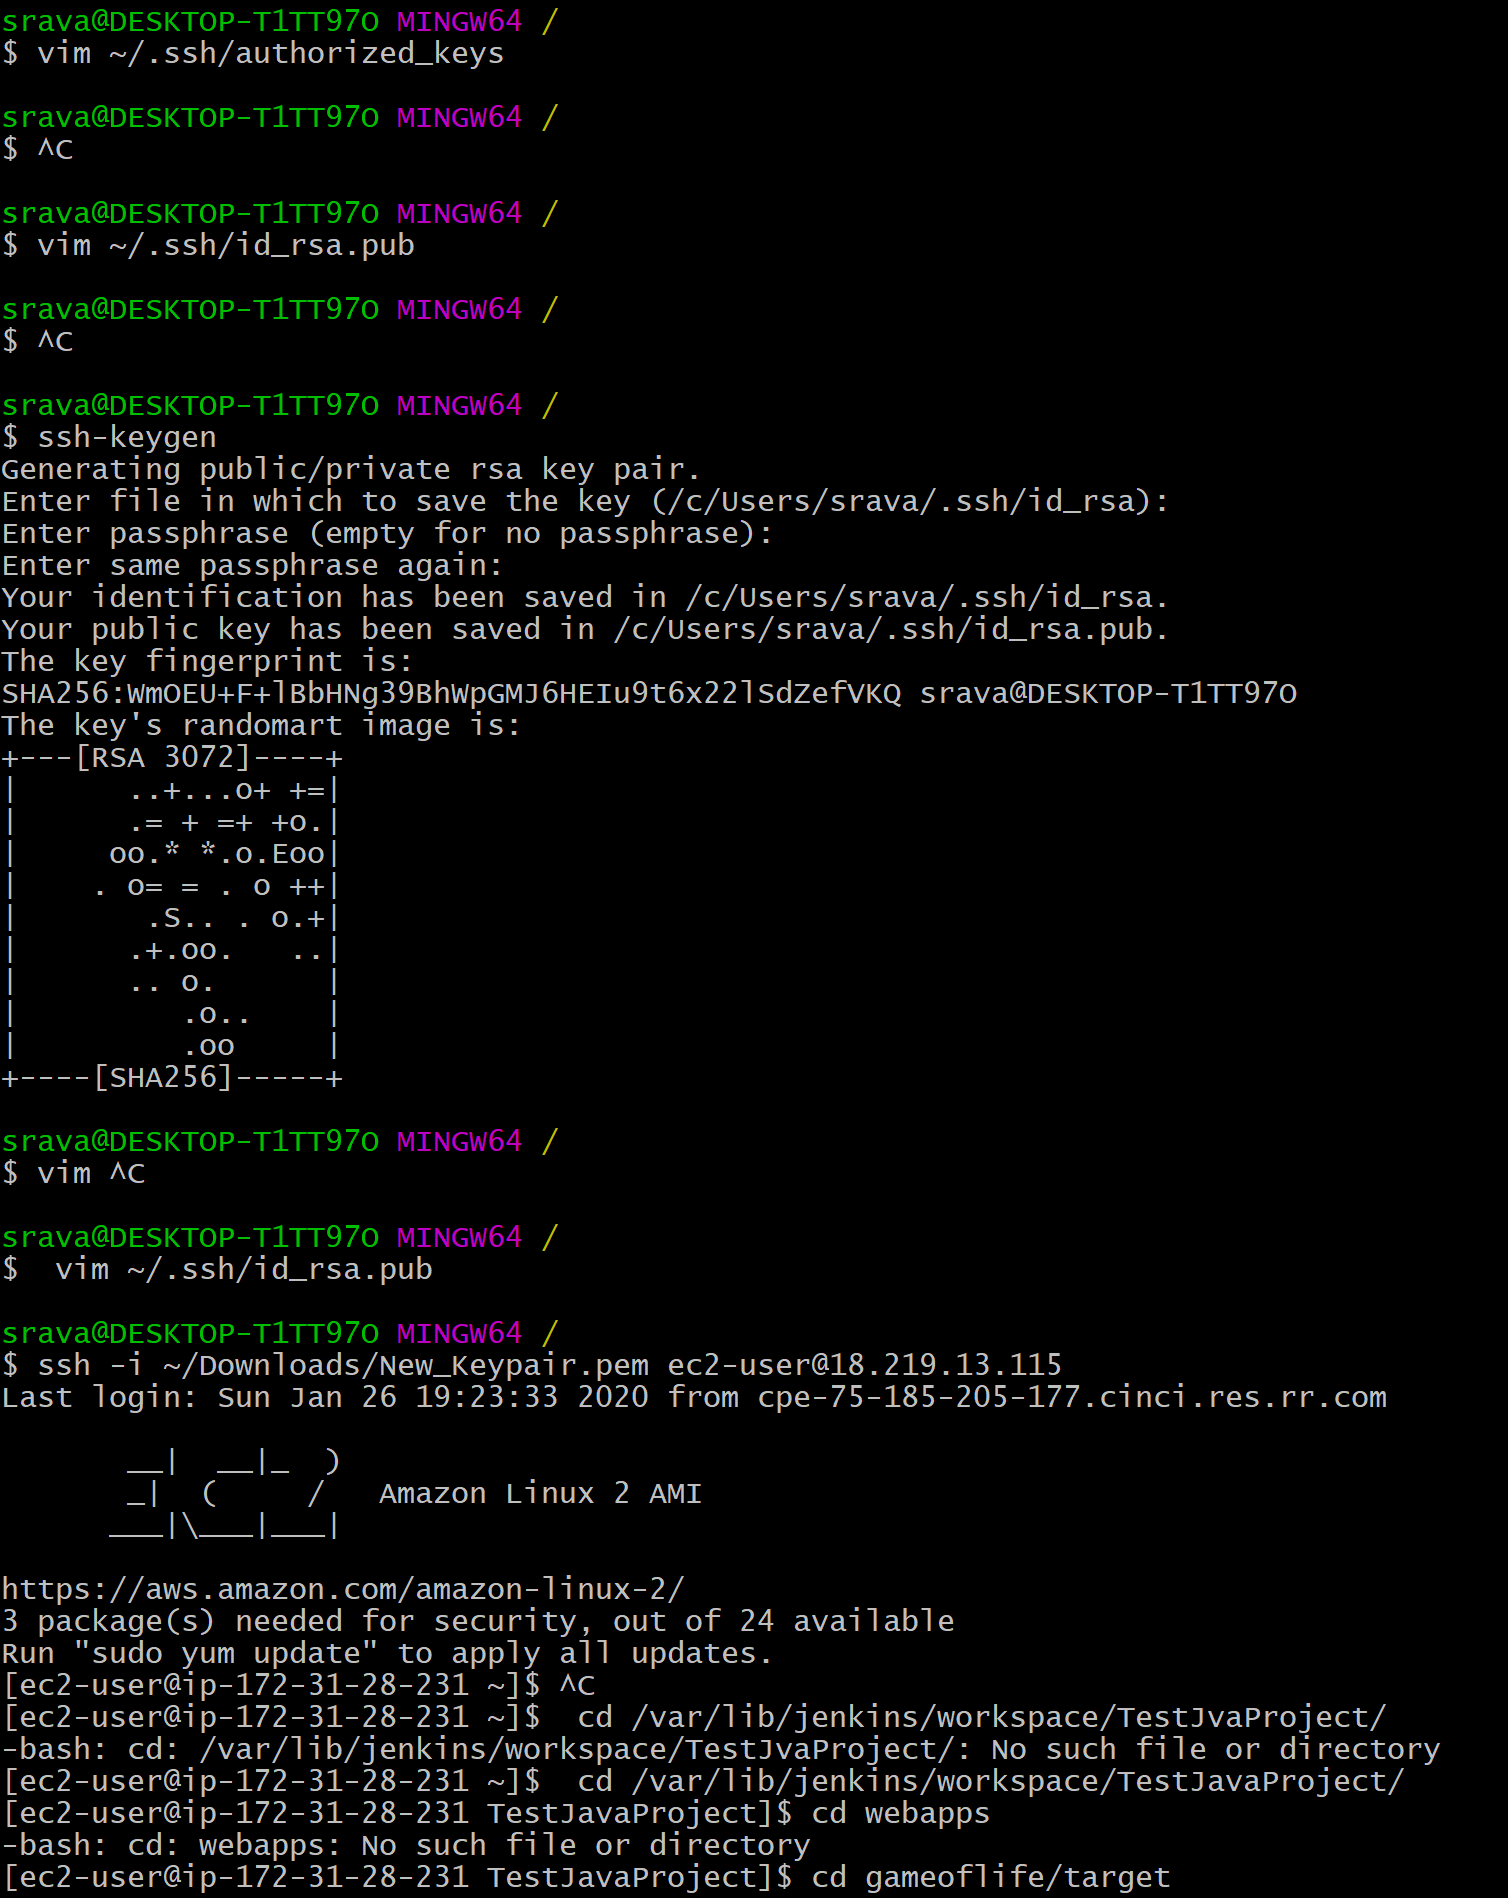 srava@DESKTOP-T1TT97O MINGW64 /
$ vim ~/.ssh/authorized_keys

srava@DESKTOP-T1TT97O MINGW64 /
$ ^C

srava@DESKTOP-T1TT97O MINGW64 /
$ vim ~/.ssh/id_rsa.pub

srava@DESKTOP-T1TT97O MINGW64 /
$ ^C

srava@DESKTOP-T1TT97O MINGW64 /
$ ssh-keygen
Generating public/private rsa key pair.
Enter file in which to save the key (/c/Users/srava/.ssh/id_rsa):
Enter passphrase (empty for no passphrase):
Enter same passphrase again:
Your identification has been saved in /c/Users/srava/.ssh/id_rsa.
Your public key has been saved in /c/Users/srava/.ssh/id_rsa.pub.
The key fingerprint is:
SHA256:WmOEU+F+lBbHNg39BhWpGMJ6HEIu9t6x22lSdZefVKQ srava@DESKTOP-T1TT97O
The key's randomart image is:
+---[RSA 3072]----+
|      ..+...o+ +=|
|      .= + =+ +o.|
|     oo.* *.o.Eoo|
|    . o= = . o ++|
|       .S.. . o.+|
|      .+.oo.   ..|
|      .. o.      |
|         .o..    |
|         .oo     |
+----[SHA256]-----+

srava@DESKTOP-T1TT97O MINGW64 /
$ vim ^C

srava@DESKTOP-T1TT97O MINGW64 /
$  vim ~/.ssh/id_rsa.pub

srava@DESKTOP-T1TT97O MINGW64 /
$ ssh -i ~/Downloads/New_Keypair.pem ec2-user@18.219.13.115
Last login: Sun Jan 26 19:23:33 2020 from cpe-75-185-205-177.cinci.res.rr.com

       __|  __|_  )
       _|  (     /   Amazon Linux 2 AMI
      ___|\___|___|

https://aws.amazon.com/amazon-linux-2/
3 package(s) needed for security, out of 24 available
Run "sudo yum update" to apply all updates.
[ec2-user@ip-172-31-28-231 ~]$ ^C
[ec2-user@ip-172-31-28-231 ~]$  cd /var/lib/jenkins/workspace/TestJvaProject/
-bash: cd: /var/lib/jenkins/workspace/TestJvaProject/: No such file or directory
[ec2-user@ip-172-31-28-231 ~]$  cd /var/lib/jenkins/workspace/TestJavaProject/
[ec2-user@ip-172-31-28-231 TestJavaProject]$ cd webapps
-bash: cd: webapps: No such file or directory
[ec2-user@ip-172-31-28-231 TestJavaProject]$ cd gameoflife/target